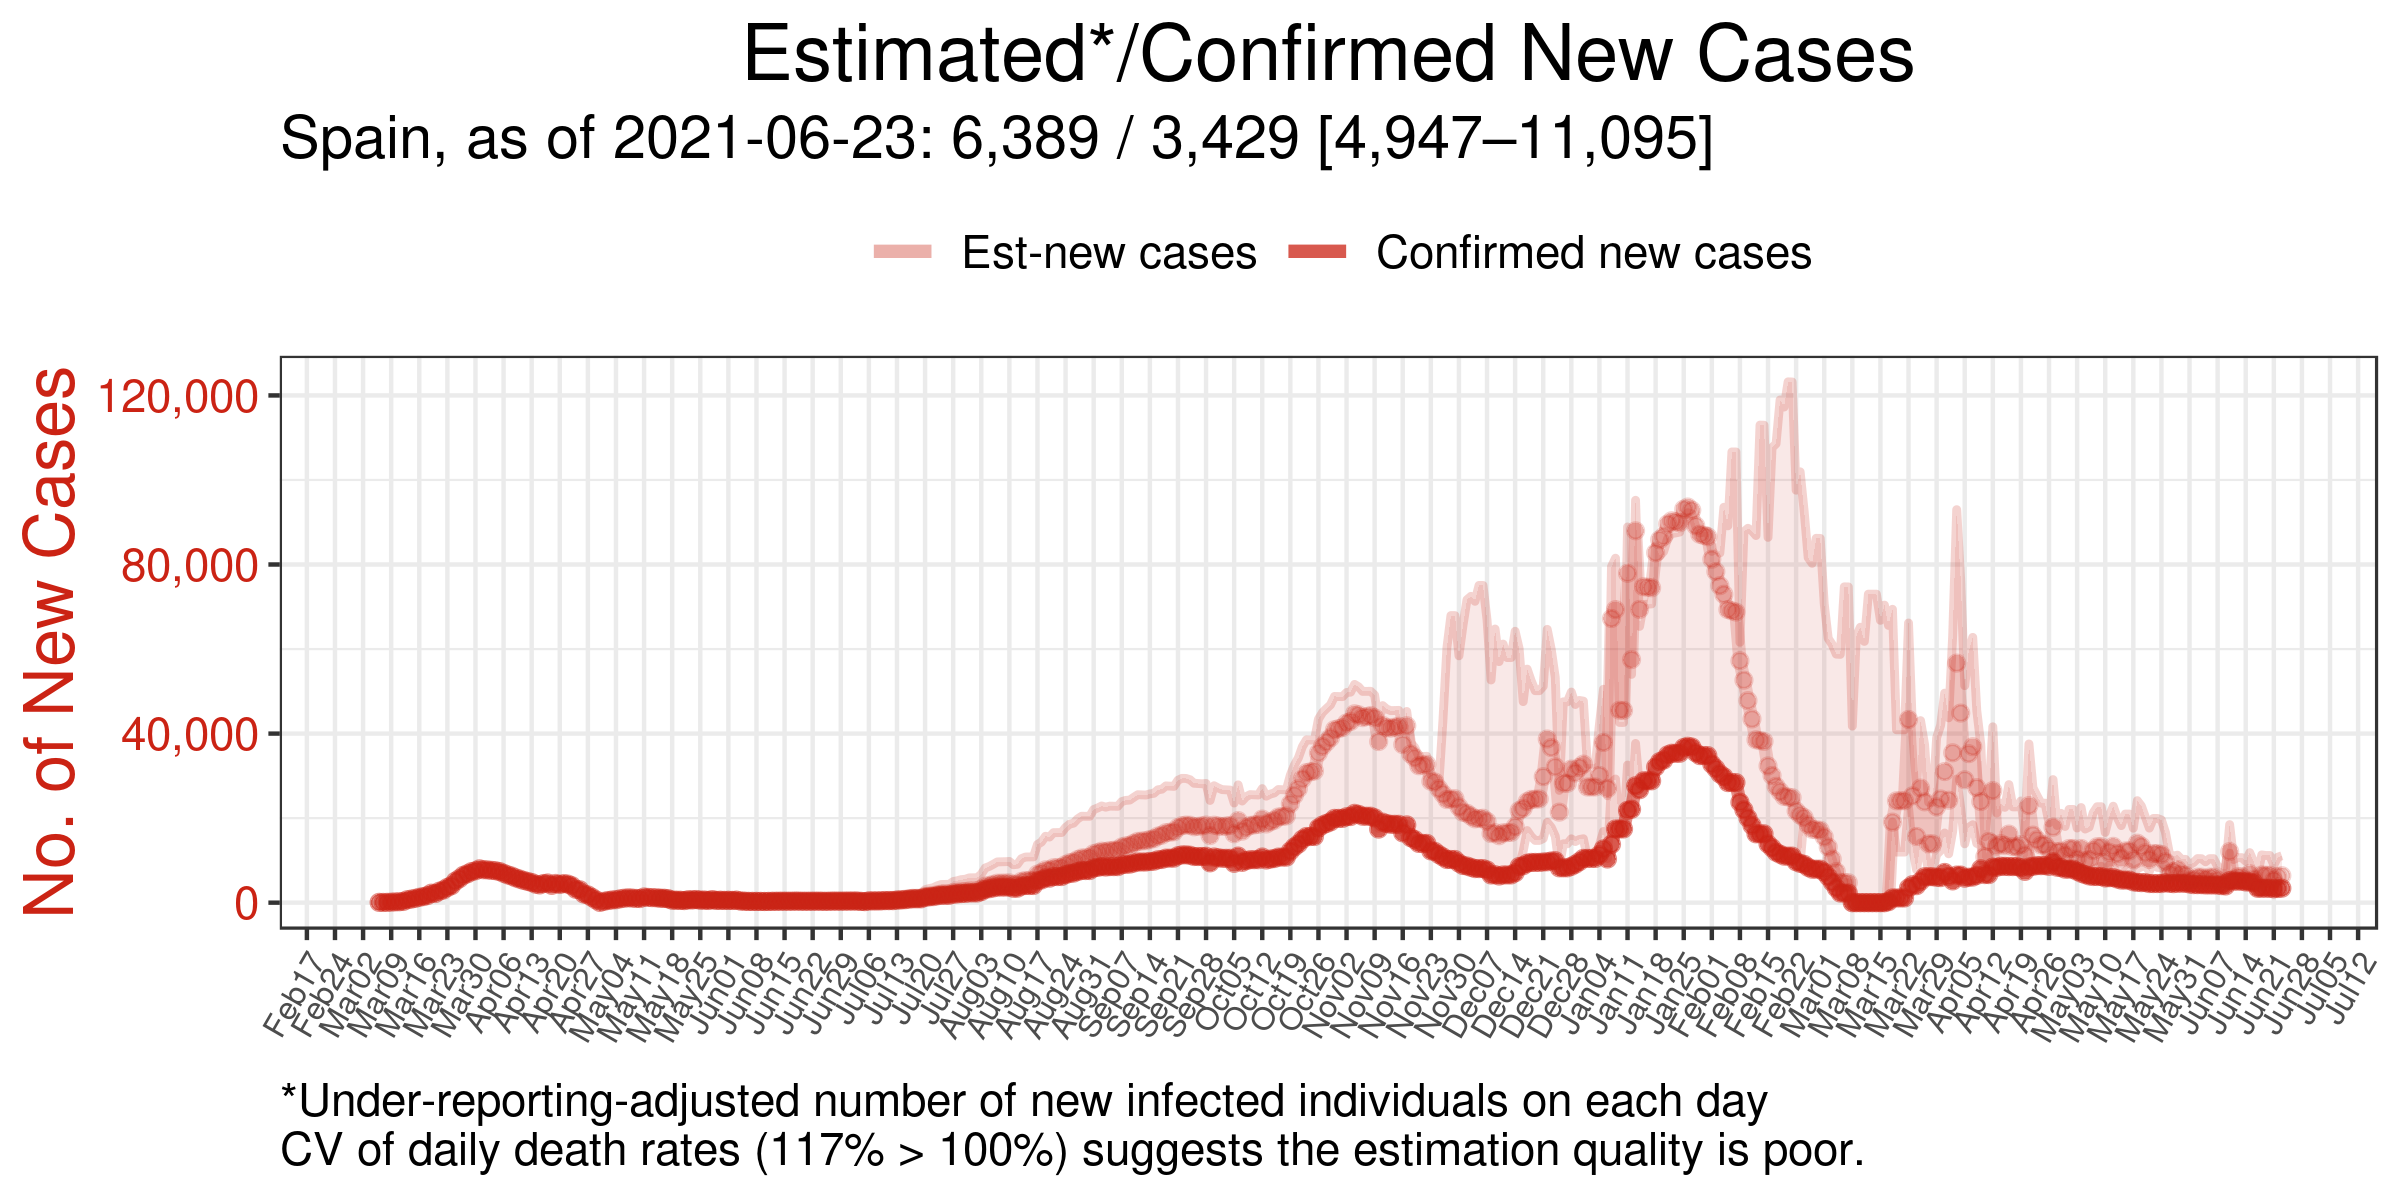 Estimated*/Confirmed New Cases
Spain, as of 2021-06-23: 6,389 / 3,429 [4,947–11,095]
Est-new cases
Confirmed new cases
No. of New Cases
120,000
80,000
40,000
0
Feb17
Feb24
Mar02
Mar09
Mar16
Mar23
Mar30
Apr06
Apr13
Apr20
Apr27
May04
May11
May18
May25
Jun01
Jun08
Jun15
Jun22
Jun29
Jul06
Jul13
Jul20
Jul27
Aug03
Aug10
Aug17
Aug24
Aug31
Sep07
Sep14
Sep21
Sep28
Oct05
Oct12
Oct19
Oct26
Nov02
Nov09
Nov16
Nov23
Nov30
Dec07
Dec14
Dec21
Dec28
Jan04
Jan11
Jan18
Jan25
Feb01
Feb08
Feb15
Feb22
Mar01
Mar08
Mar15
Mar22
Mar29
Apr05
Apr12
Apr19
Apr26
May03
May10
May17
May24
May31
Jun07
Jun14
Jun21
Jun28
Jul05
Jul12
*Under-reporting-adjusted number of new infected individuals on each day
CV of daily death rates (117% > 100%) suggests the estimation quality is poor.